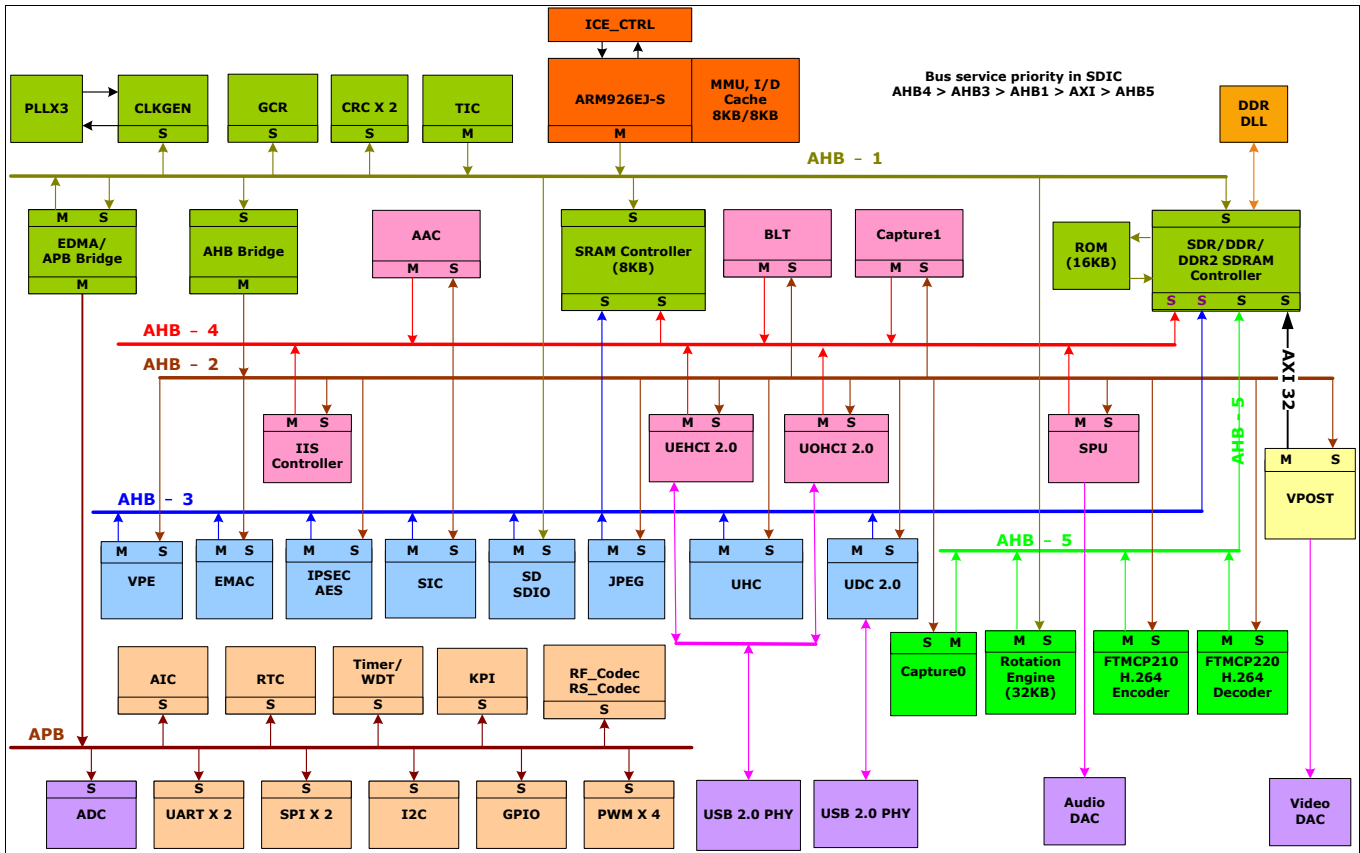 ICE_CTRL
PLLX3
CLKGEN
S
GCR
S
CRC X 2
S
TIC
M
ARM926EJ-S
M
MMU, I/D
Cache
8KB/8KB
Bus service priority in SDIC
AHB4 > AHB3 > AHB1 > AXI > AHB5
DDR
DLL
AHB - 1
M S
EDMA/
APB Bridge
M
S
AHB Bridge
M
AAC
M S
S
SRAM Controller
(8KB)
S S
BLT
M S
Capture1
M S
ROM
(16KB)
S
SDR/DDR/
DDR2 SDRAM
Controller
S S S S
AHB - 4
AHB - 2
AXI 32
AHB-5
M S
IIS
Controller
M S
UEHCI 2.0
M S
UOHCI 2.0
M S
SPU
M S
VPOST
AHB - 3
AHB - 5
M S
VPE
M S
EMAC
M S
IPSEC
AES
M S
SIC
M S
SD
SDIO
M S
JPEG
M S
UHC
M S
UDC 2.0
S M
Capture0
M S
Rotation
Engine
(32KB)
M S
FTMCP210
H.264
Encoder
M S
FTMCP220
H.264
Decoder
AIC
S
RTC
S
Timer/
WDT
S
KPI
S
RF_Codec
RS_Codec
S
APB
S
ADC
S
UART X 2
S
SPI X 2
S
I2C
S
GPIO
S
PWM X 4
USB 2.0 PHY
USB 2.0 PHY
Audio
DAC
Video
DAC